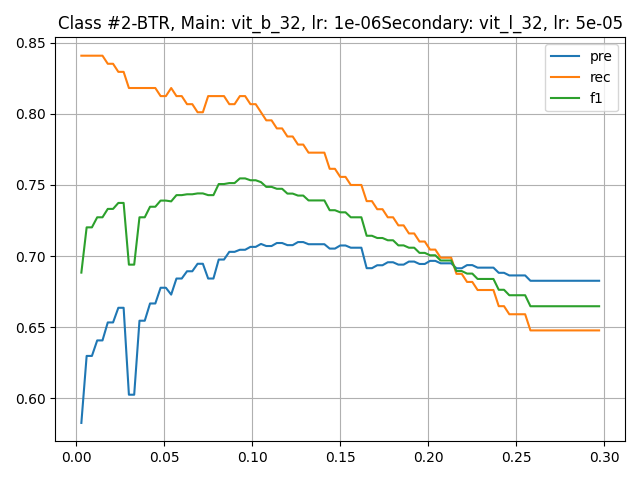 Class #2-BTR, Main: vit_b_32, lr: 1e-06Secondary: vit_l_32, lr: 5e-05
0.85
0.80
0.75
0.70
0.65
0.60
pre
rec
f1
0.00 0.05 0.10 0.15 0.20 0.25 0.30